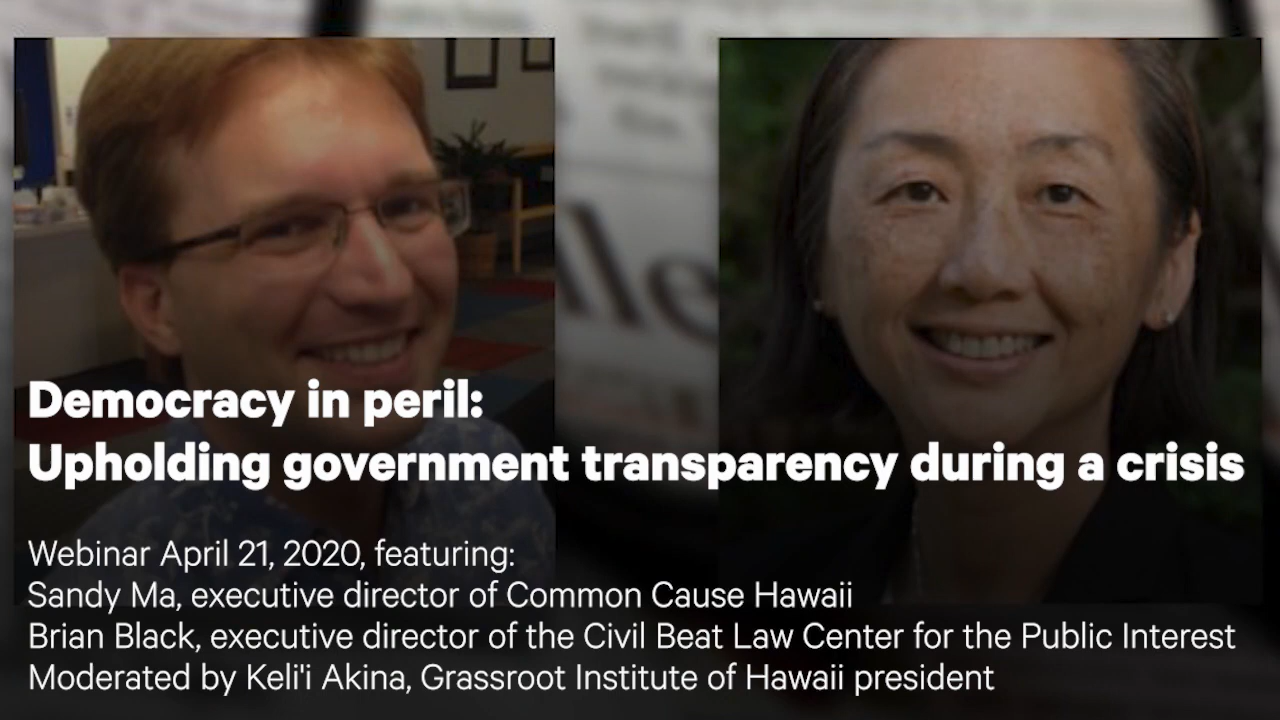 Democracy in peril:
Upholding government transparency during a crisis
Webinar April 21, 2020, featuring:
Sandy Ma, executive director of Common Cause Hawaii
Brian Black, executive director of the Civil Beat Law Center for the Public Interest
Moderated by Keli'i Akina, Grassroot Institute of Hawaii president